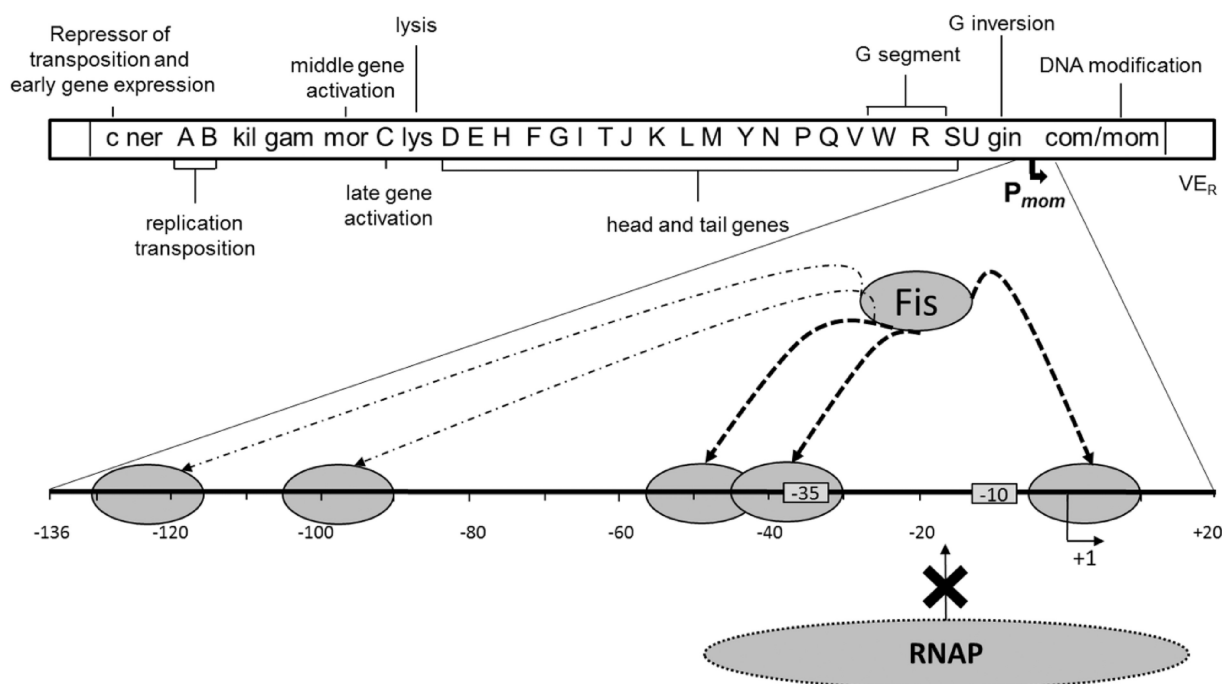 G inversion
lysis
Repressor of
transposition and
early gene expression
G segment
middle gene
activation
DNA modification
c ner A B kil gam mor C lys D E H F G I T J K L M Y N P Q V W R S U gin com/mom
replication
transposition
late gene
activation
head and tail genes
Pmom
VER
Fis
-35
-10
-136
-120
-100
-80
-60
-40
-20
+1
+20
RNAP